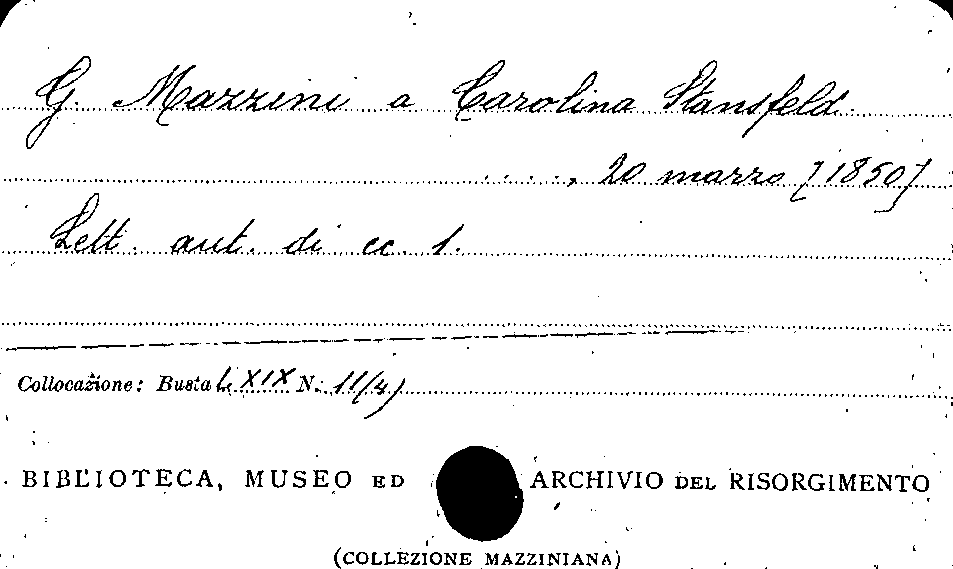 G. Mazzini a Carolina Stansfeld.
...., 20 marzo [1850]
Lett. aut. di cc. 1.
Collocazione: Busta L XIX N. 11/4)
BIBLIOTECA, MUSEO ED ARCHIVIO DEL RISORGIMENTO
(COLLEZIONE MAZZINIANA)